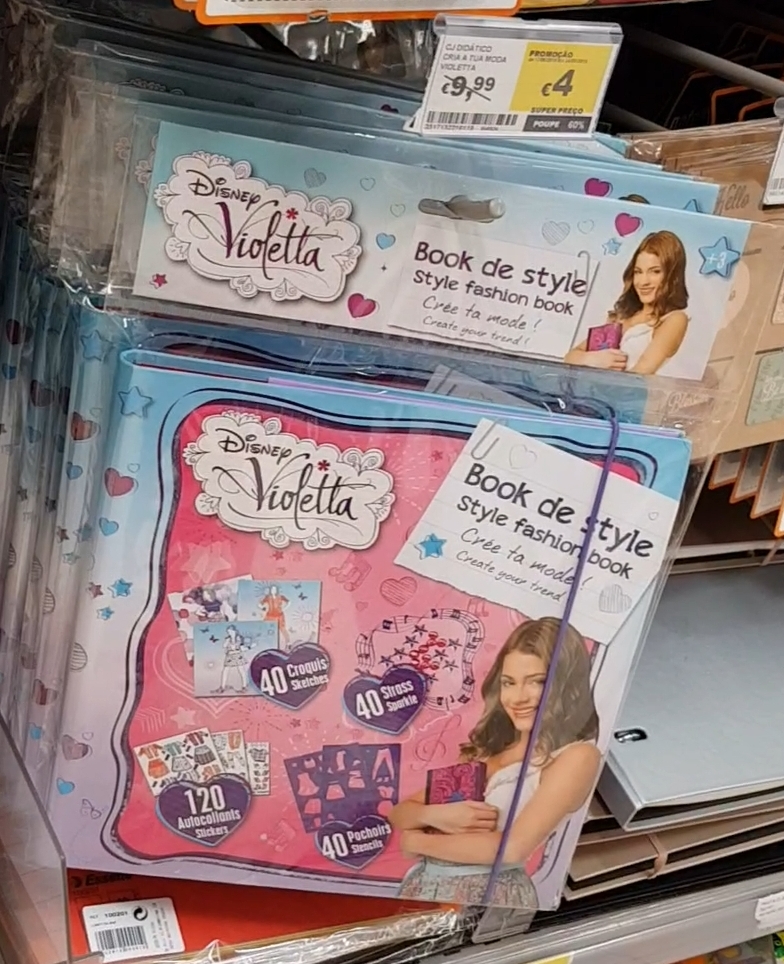 CJ DIDÁTICO
CRIA A TUA MODA
VIOLETTA
€9,99
PROMOÇÃO
€4
SUPER PREÇO
POUPE 60%
DISNEY
Violetta
Book de style
Style fashion book
Crée ta mode !
Create your trend !
+3
DISNEY
Violetta
Book de style
Style fashion book
Crée ta mode !
Create your trend !
40 Croquis
Sketches
40 Strass
Sparkle
120
Autocollants
Stickers
40 Pochoirs
Stencils
100201